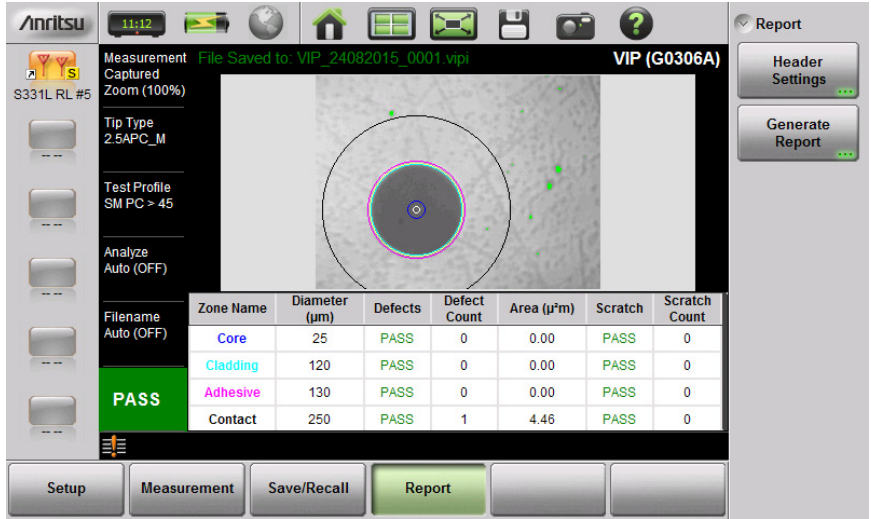 Anritsu
11:12
?
Report
S331L RL #5
Measurement
Captured
Zoom (100%)
File Saved to: VIP_24082015_0001.vipi
VIP (G0306A)
Header
Settings
Tip Type
2.5APC_M
Generate
Report
-- --
Test Profile
SM PC > 45
-- --
Analyze
Auto (OFF)
-- --
Filename
Auto (OFF)
-- --
PASS
-- --
Zone Name Diameter (µm) Defects Defect Count Area (µ²m) Scratch Scratch Count
Core 25 PASS 0 0.00 PASS 0
Cladding 120 PASS 0 0.00 PASS 0
Adhesive 130 PASS 0 0.00 PASS 0
Contact 250 PASS 1 4.46 PASS 0
Setup Measurement Save/Recall Report